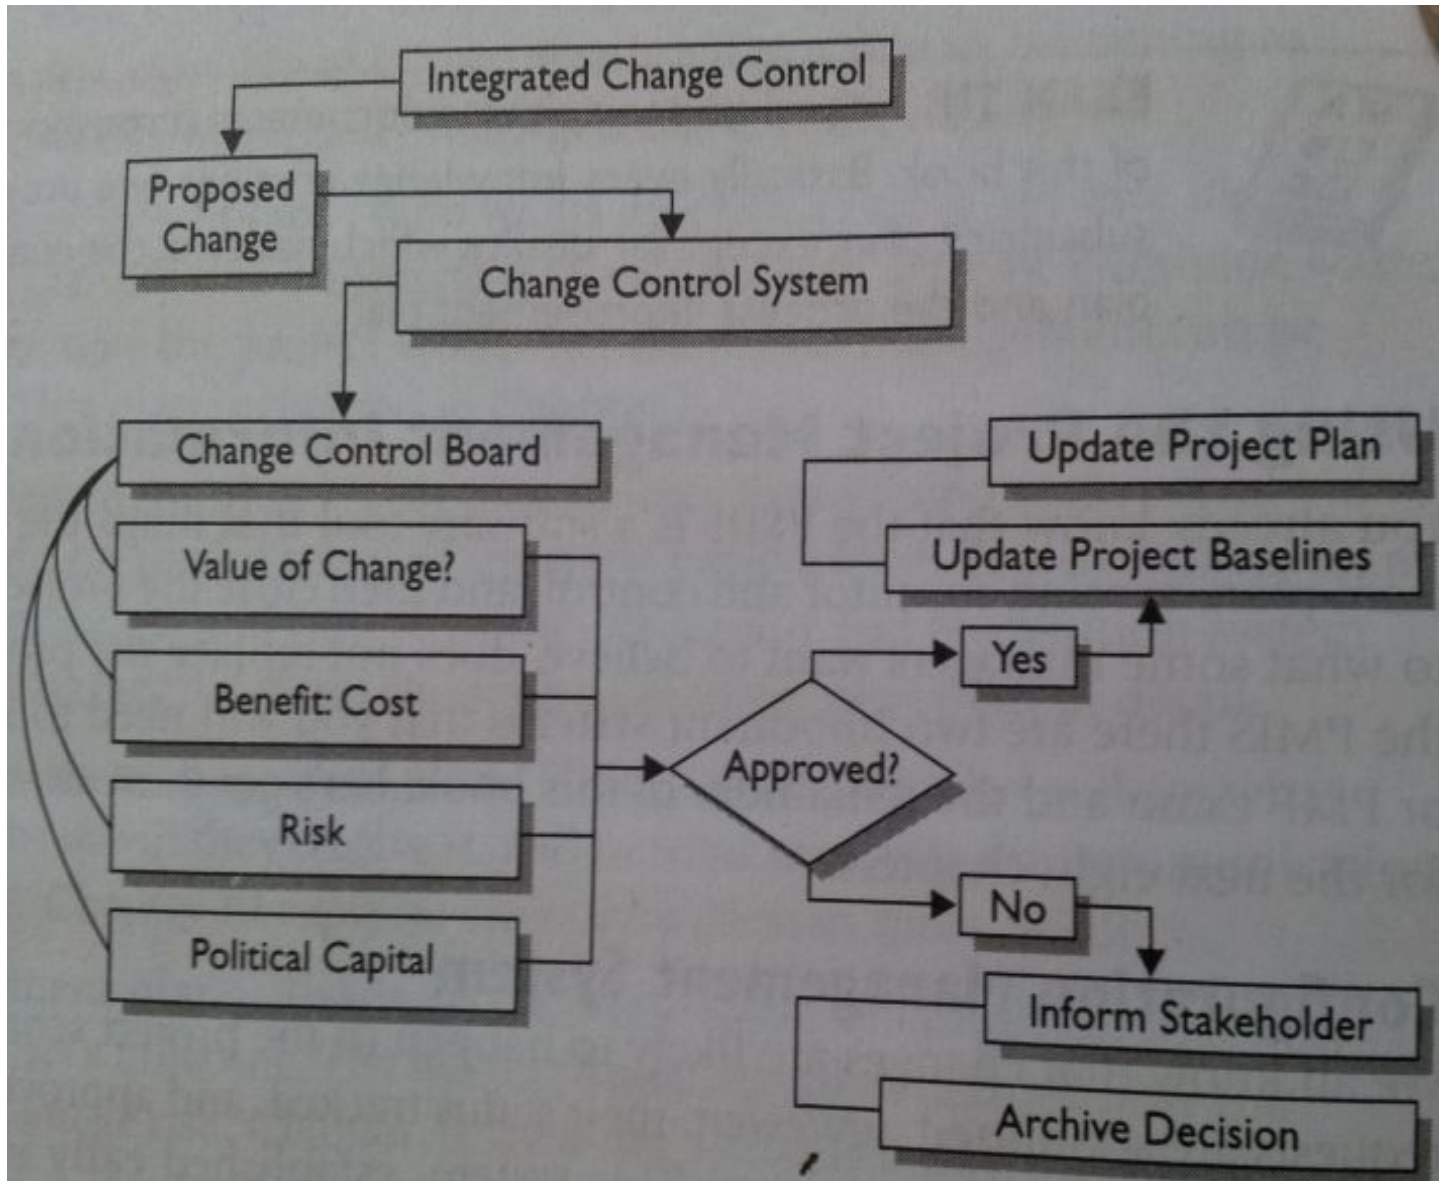 Integrated Change Control
Proposed
Change
Change Control System
Change Control Board
Value of Change?
Benefit: Cost
Risk
Political Capital
Approved?
Yes
Update Project Baselines
Update Project Plan
No
Inform Stakeholder
Archive Decision